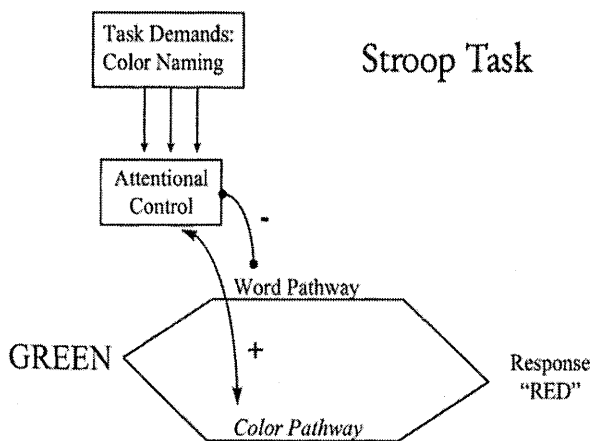 Task Demands:
Color Naming
Stroop Task
Attentional
Control
-
Word Pathway
GREEN
+
Response
“RED”
Color Pathway